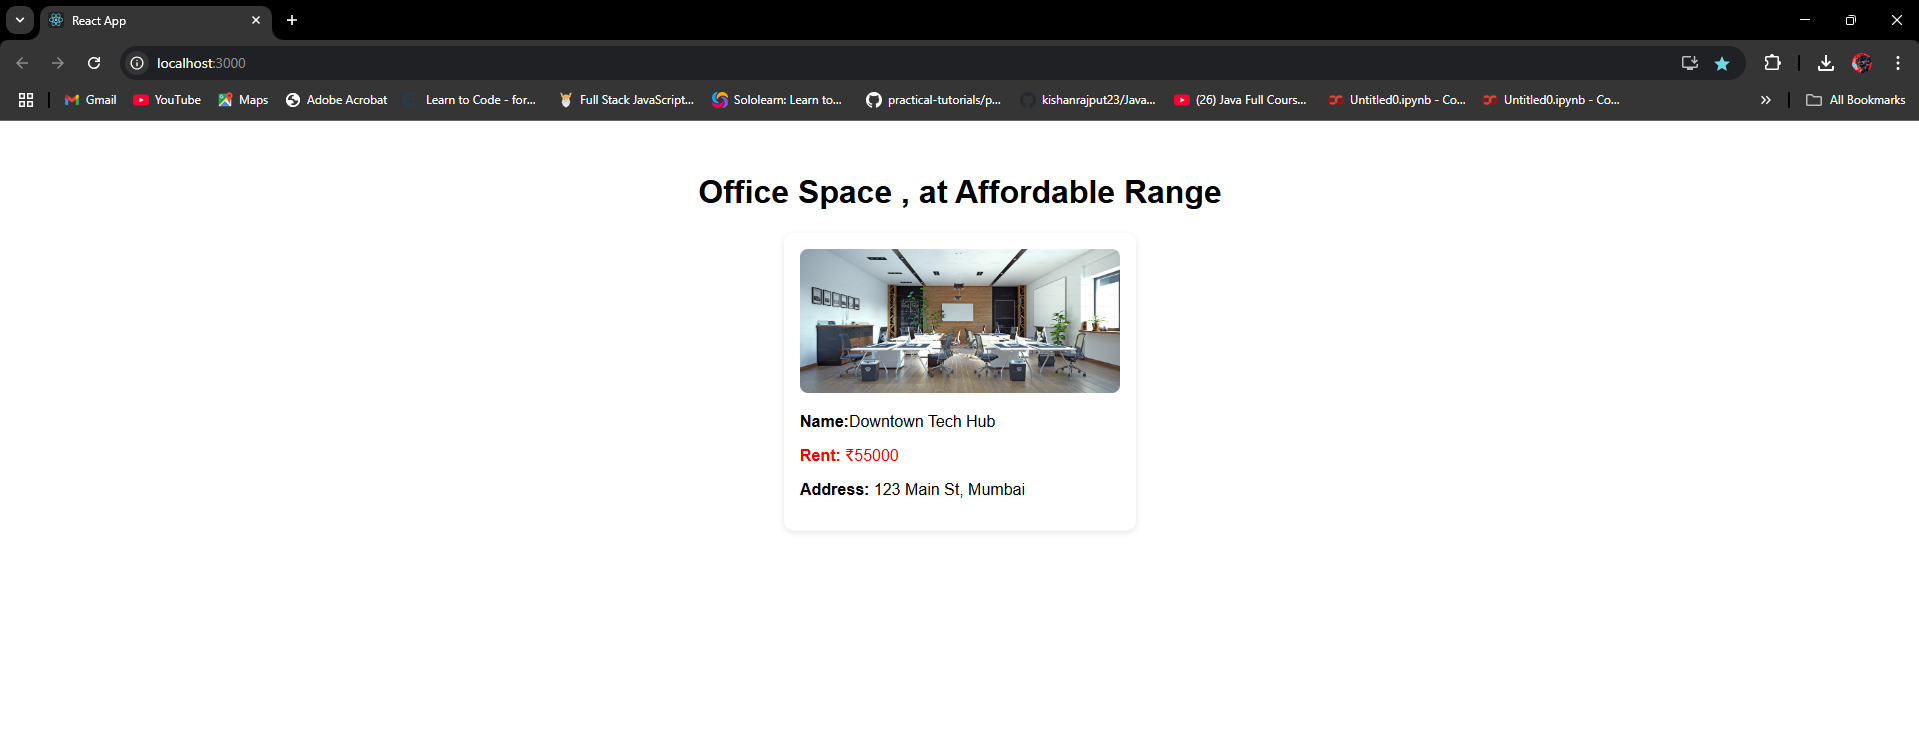 React App
localhost:3000
Gmail YouTube Maps Adobe Acrobat Learn to Code - for... Full Stack JavaScript... Sololearn: Learn to... practical-tutorials/p... kishanrajput23/Java... (26) Java Full Cours... Untitled0.ipynb - Co... Untitled0.ipynb - Co... All Bookmarks
Office Space , at Affordable Range
Name:Downtown Tech Hub
Rent: ₹55000
Address: 123 Main St, Mumbai